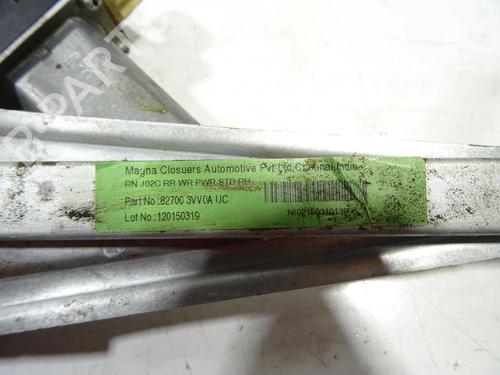 Magna Closuers Automotive Pvt Ltd,Chennai,India
RN J02C RR WR PWR STD RH
Part No :82700 3VV0A UC
Lot No :120150319